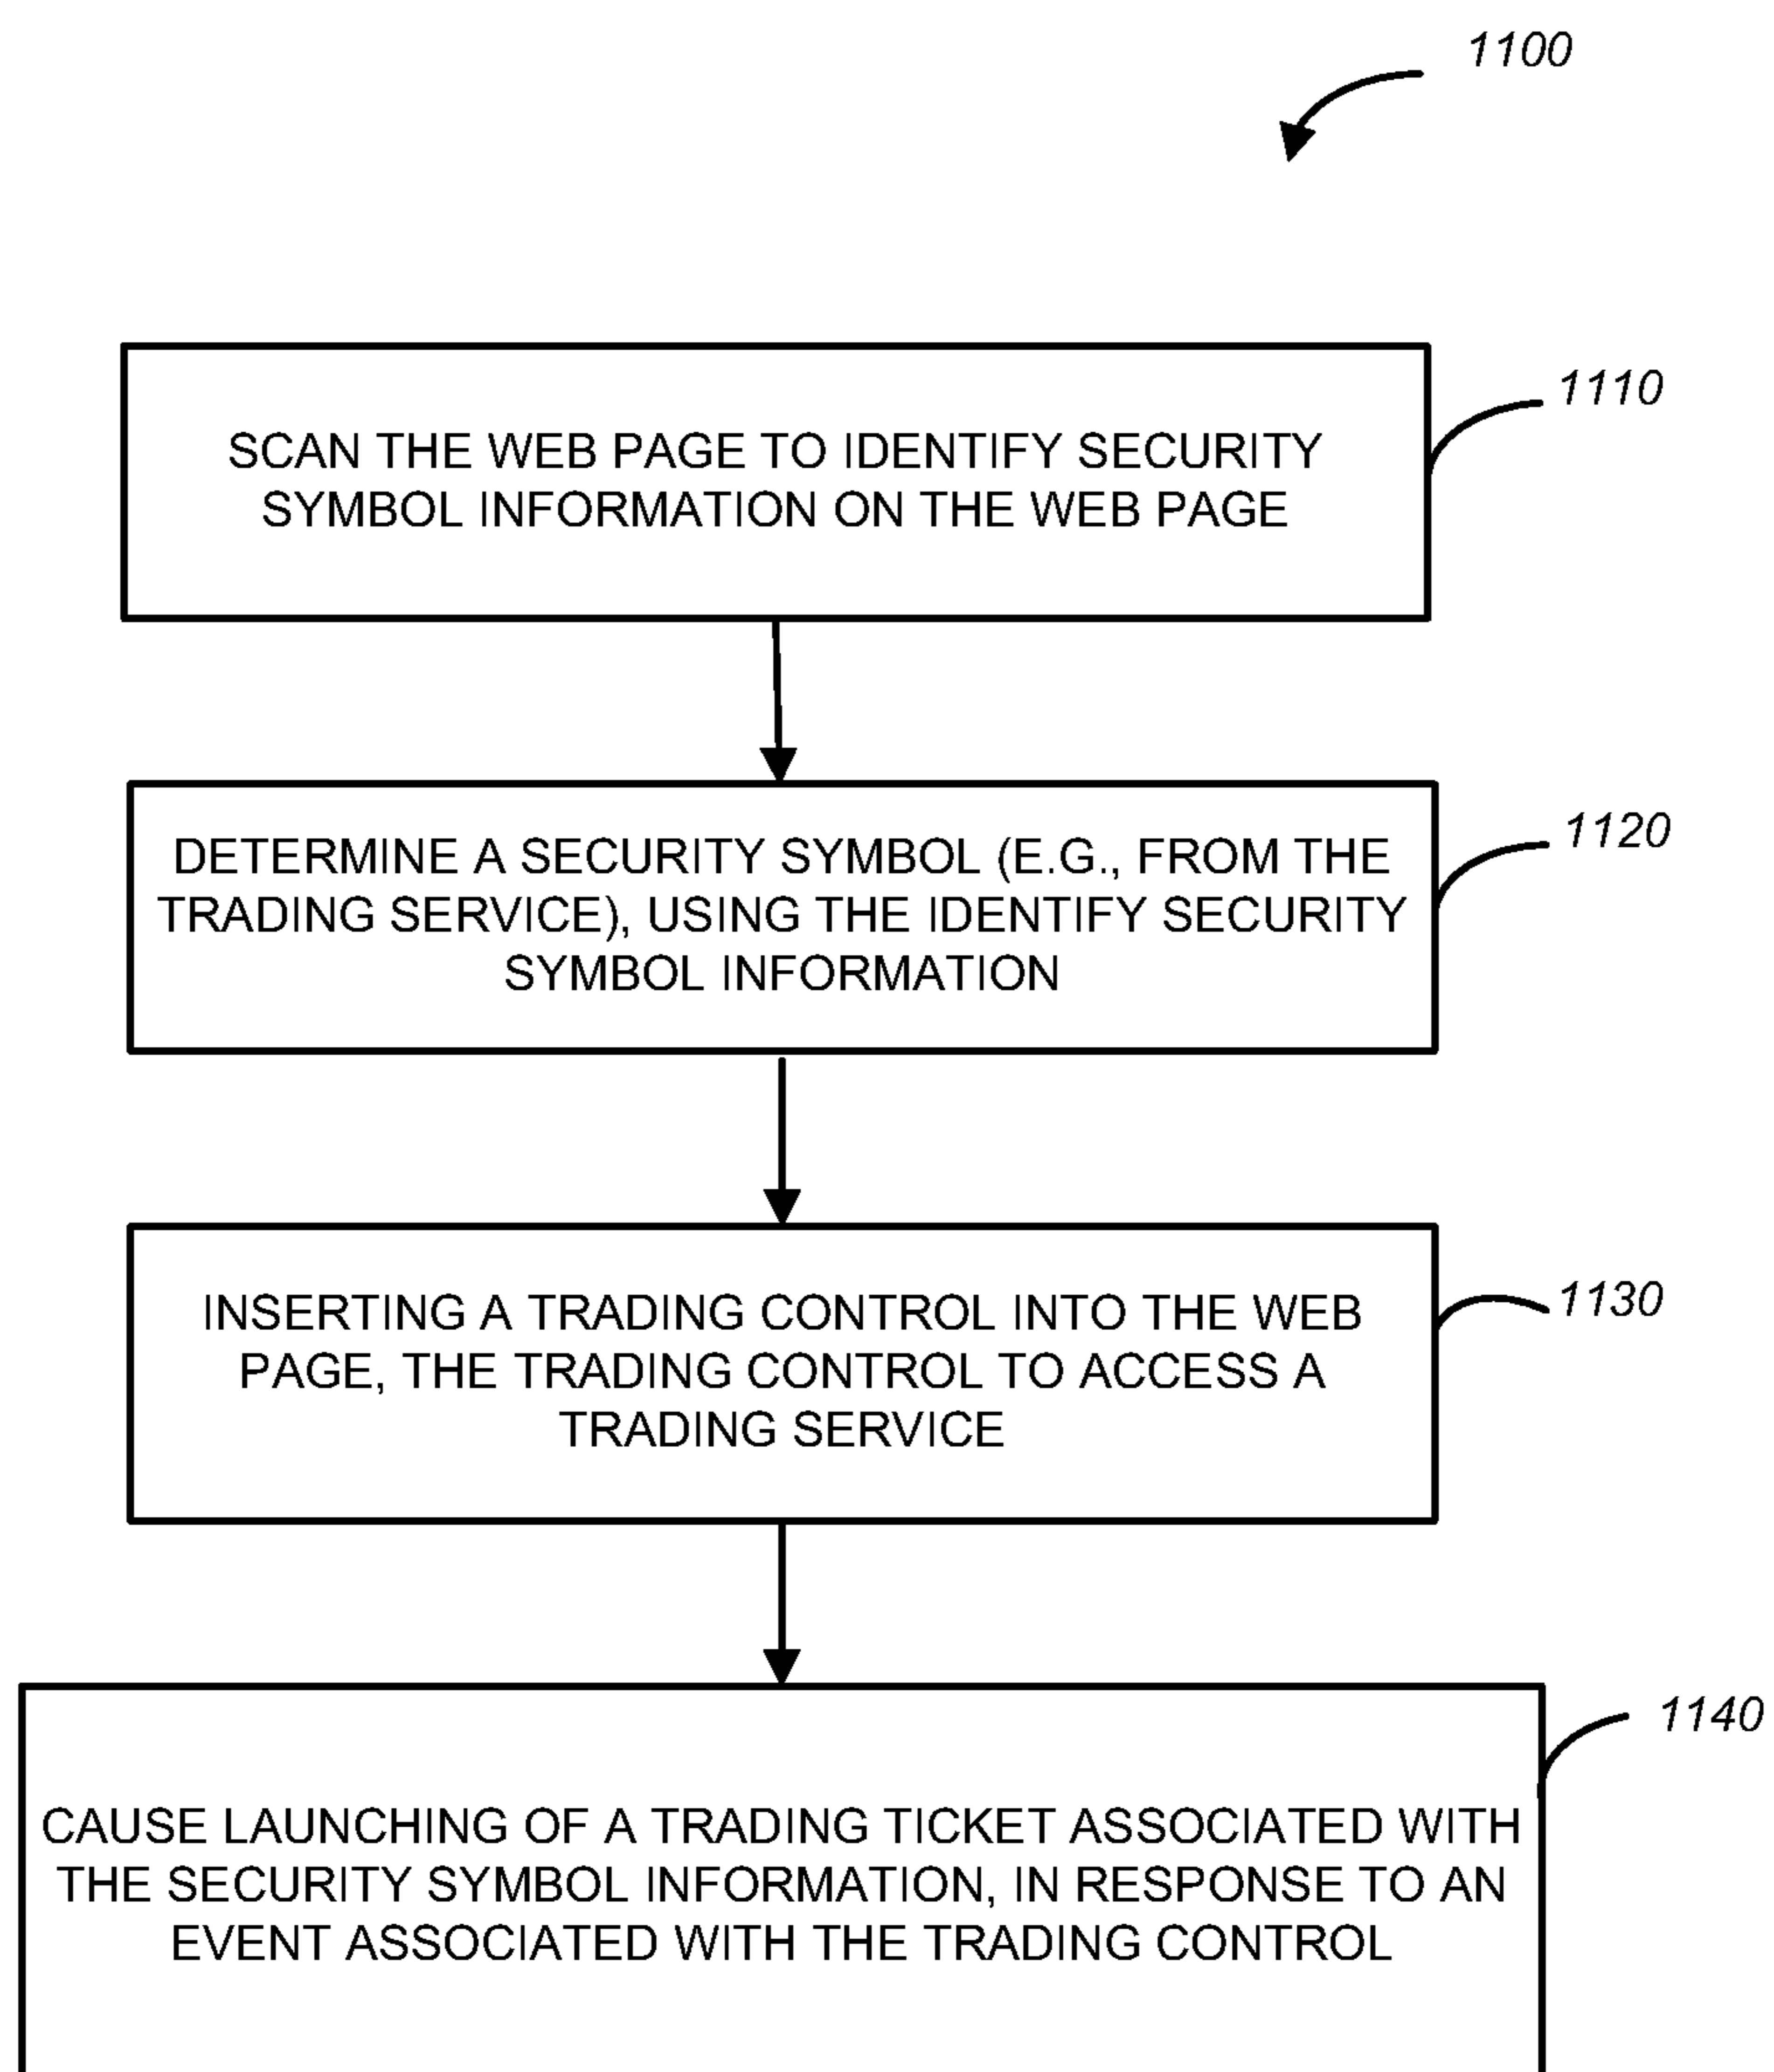 1100
1110
SCAN THE WEB PAGE TO IDENTIFY SECURITY
SYMBOL INFORMATION ON THE WEB PAGE
1120
DETERMINE A SECURITY SYMBOL (E.G., FROM THE
TRADING SERVICE), USING THE IDENTIFY SECURITY
SYMBOL INFORMATION
1130
INSERTING A TRADING CONTROL INTO THE WEB
PAGE, THE TRADING CONTROL TO ACCESS A
TRADING SERVICE
1140
CAUSE LAUNCHING OF A TRADING TICKET ASSOCIATED WITH
THE SECURITY SYMBOL INFORMATION, IN RESPONSE TO AN
EVENT ASSOCIATED WITH THE TRADING CONTROL